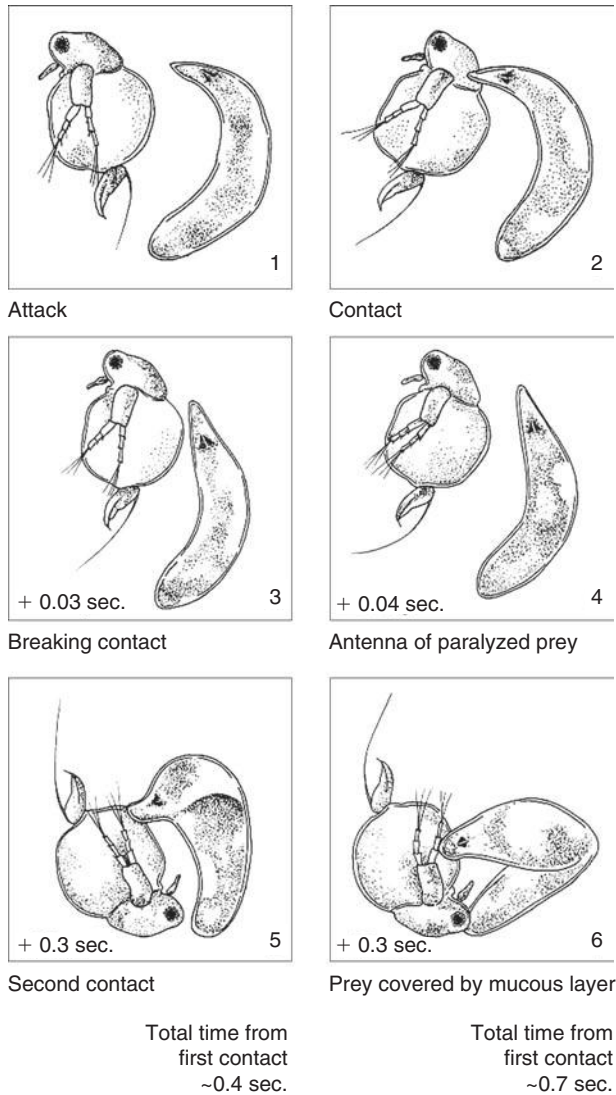 1
2
Attack
Contact
+ 0.03 sec.
3
+ 0.04 sec.
4
Breaking contact
Antenna of paralyzed prey
+ 0.3 sec.
5
+ 0.3 sec.
6
Second contact
Prey covered by mucous layer
Total time from
first contact
~0.4 sec.
Total time from
first contact
~0.7 sec.